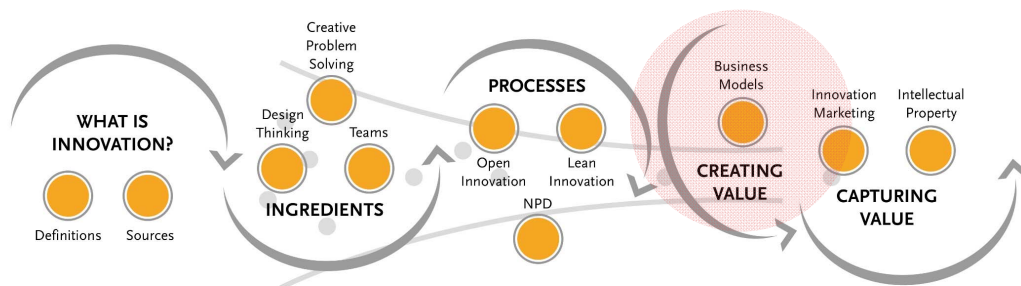 WHAT IS
INNOVATION?
Definitions
Sources
Creative
Problem
Solving
Design
Thinking
Teams
INGREDIENTS
PROCESSES
Open
Innovation
Lean
Innovation
NPD
Business
Models
CREATING
VALUE
Innovation
Marketing
Intellectual
Property
CAPTURING
VALUE